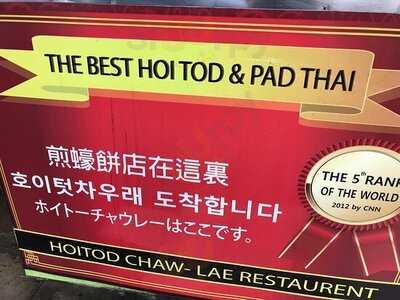 THE BEST HOI TOD & PAD THAI
煎蠔餅店在這裏
호이텃차우래 도착합니다
ホイトーチャウレーはここです。
THE 5th RANK
OF THE WORLD
2012 by CNN
HOITOD CHAW- LAE RESTAURENT